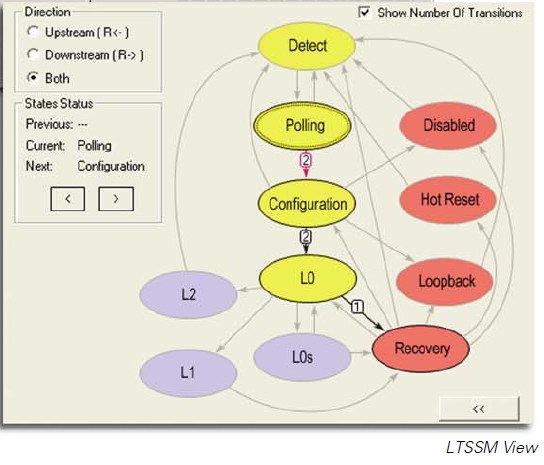 Direction
Upstream ( R<- )
Downstream ( R-> )
Both
States Status
Previous: ---
Current: Polling
Next: Configuration
<
>
Show Number Of Transitions
Detect
Polling
Disabled
2
Configuration
Hot Reset
2
L0
Loopback
L2
1
L0s
Recovery
L1
<<
LTSSM View